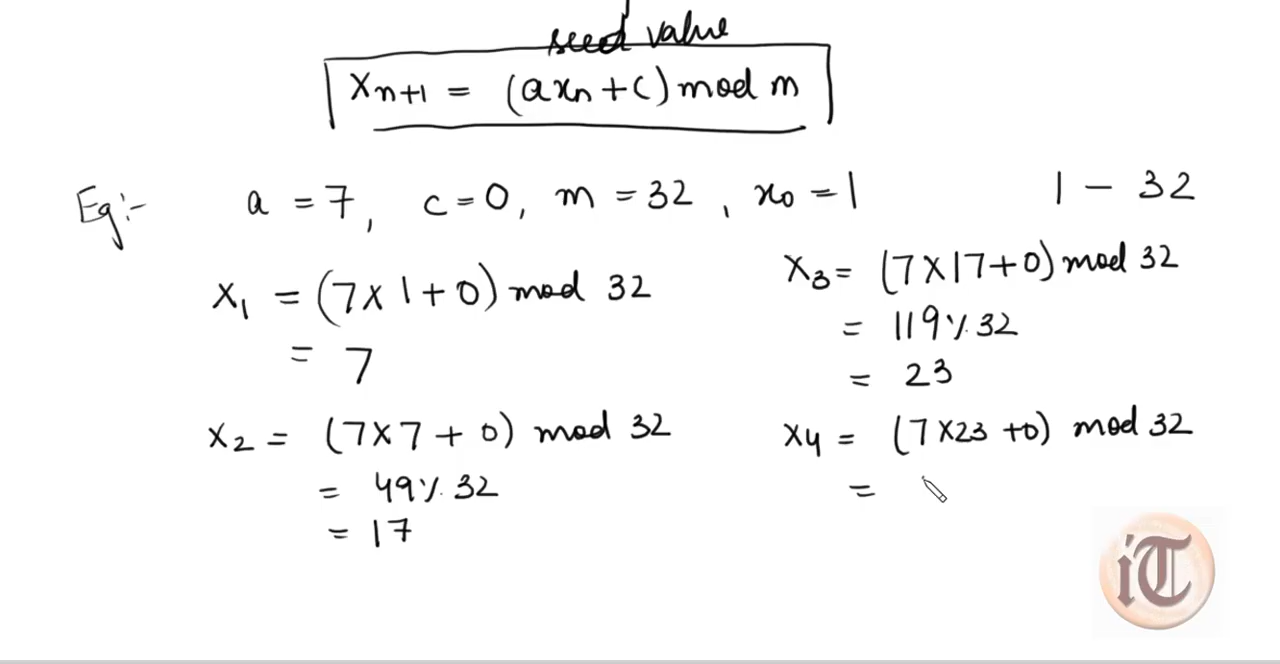 seed value
Xn+1 = (axn + c) mod m
Eg:- a = 7, c = 0, m = 32, x0 = 1 1 - 32
X1 = (7 X 1 + 0) mod 32
= 7
X2 = (7 X 7 + 0) mod 32
= 49 % 32
= 17
X3 = (7 X 17 + 0) mod 32
= 119 % 32
= 23
X4 = (7 X 23 + 0) mod 32
=
iT